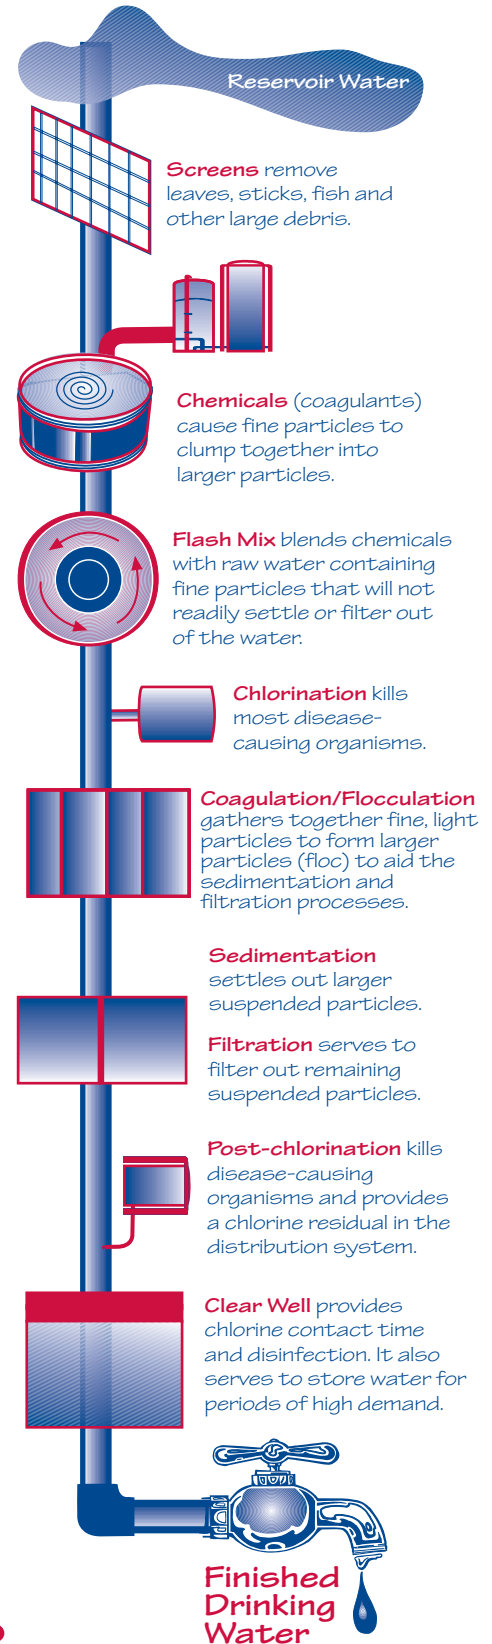 Reservoir Water
Screens remove
leaves, sticks, fish and
other large debris.
Chemicals (coagulants)
cause fine particles to
clump together into
larger particles.
Flash Mix blends chemicals
with raw water containing
fine particles that will not
readily settle or filter out
of the water.
Chlorination kills
most disease-
causing organisms.
Coagulation/Flocculation
gathers together fine, light
particles to form larger
particles (floc) to aid the
sedimentation and
filtration processes.
Sedimentation
settles out larger
suspended particles.
Filtration serves to
filter out remaining
suspended particles.
Post-chlorination kills
disease-causing
organisms and provides
a chlorine residual in the
distribution system.
Clear Well provides
chlorine contact time
and disinfection. It also
serves to store water for
periods of high demand.
Finished
Drinking
Water